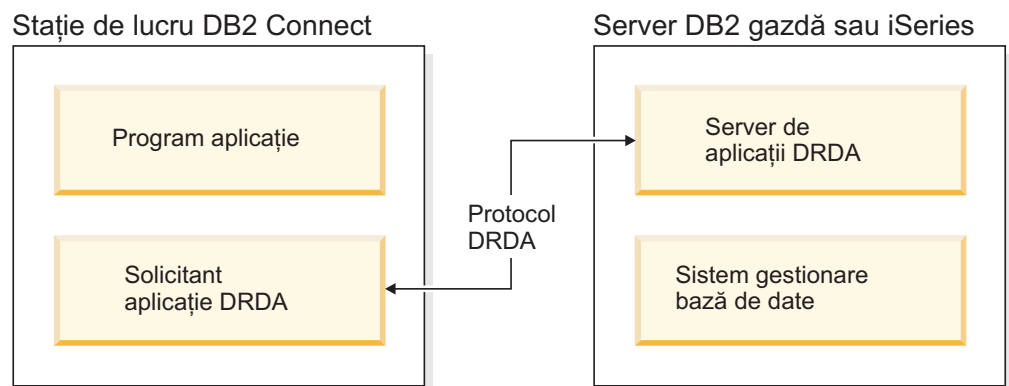 Stație de lucru DB2 Connect
Program aplicație
Solicitant
aplicație DRDA
Protocol
DRDA
Server DB2 gazdă sau iSeries
Server de
aplicații DRDA
Sistem gestionare
bază de date